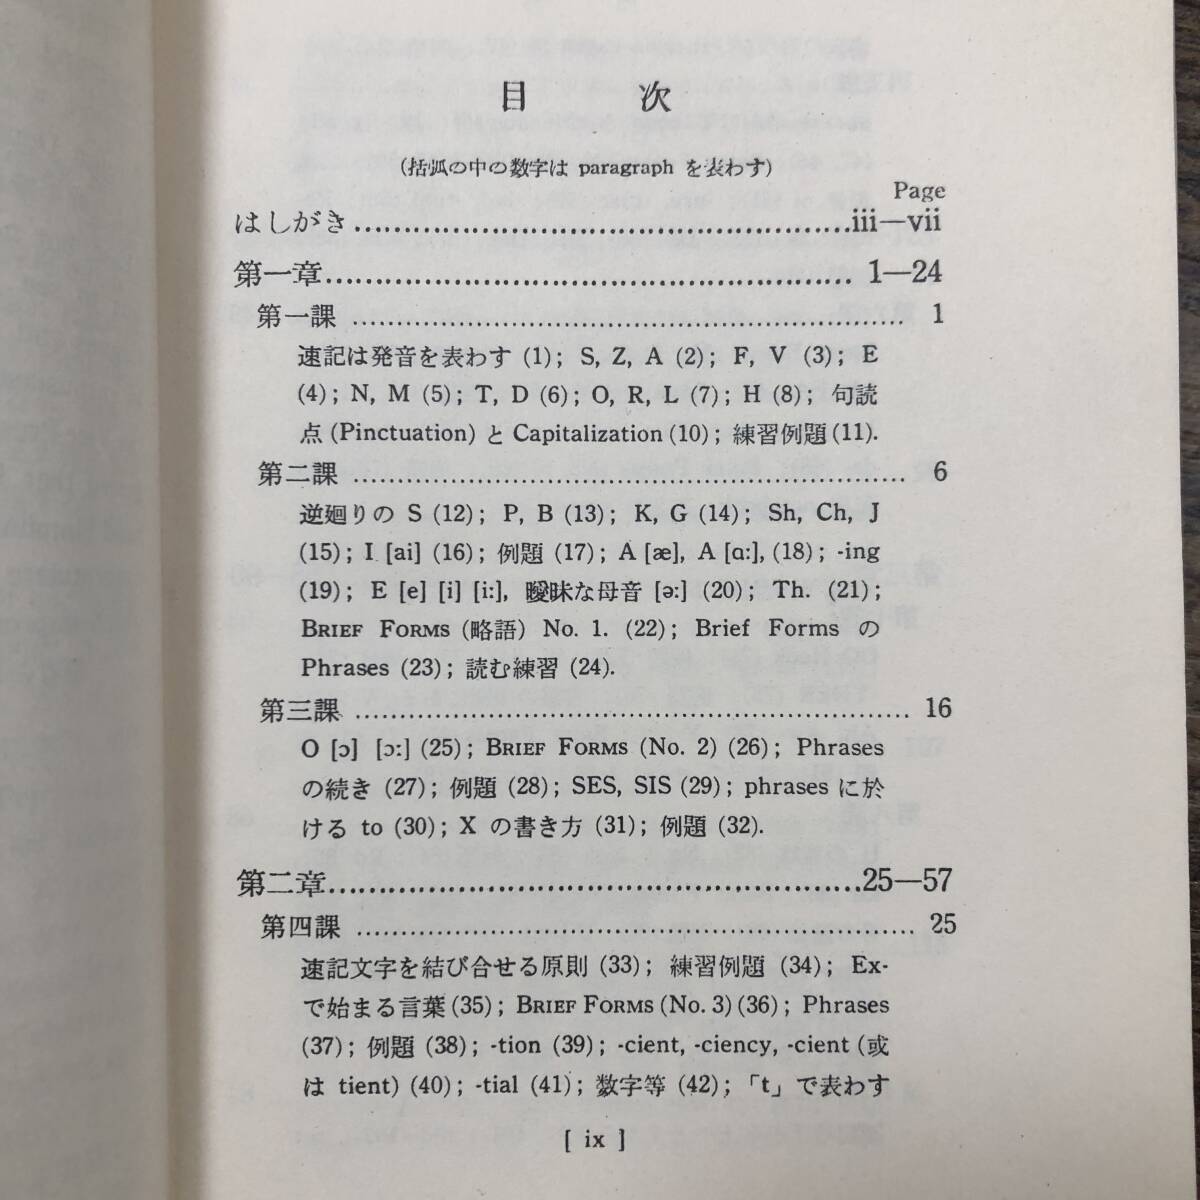 目次
(括弧の中の数字は paragraph を表わす)
Page
はしがき……………………………………………iii—vii
第一章……………………………………………… 1—24
第一課 ……………………………………………… 1
速記は発音を表わす (1); S, Z, A (2); F, V (3); E
(4); N, M (5); T, D (6); O, R, L (7); H (8); 句読
点 (Pinctuation) と Capitalization (10); 練習例題 (11).
第二課 ……………………………………………… 6
逆廻りの S (12); P, B (13); K, G (14); Sh, Ch, J
(15); I [ai] (16); 例題 (17); A [æ], A [ɑ:], (18); -ing
(19); E [e] [i] [i:], 曖昧な母音 [ə:] (20); Th. (21);
BRIEF FORMS (略語) No. 1. (22); Brief Forms の
Phrases (23); 読む練習 (24).
第三課 ……………………………………………… 16
O [ɔ] [ɔ:] (25); BRIEF FORMS (No. 2) (26); Phrases
の続き (27); 例題 (28); SES, SIS (29); phrases に於
ける to (30); X の書き方 (31); 例題 (32).
第二章………………………………………………25—57
第四課 ……………………………………………… 25
速記文字を結び合せる原則 (33); 練習例題 (34); Ex-
で始まる言葉 (35); BRIEF FORMS (No. 3) (36); Phrases
(37); 例題 (38); -tion (39); -cient, -ciency, -cient (或
は tient) (40); -tial (41); 数字等 (42); 「t」で表わす
[ ix ]